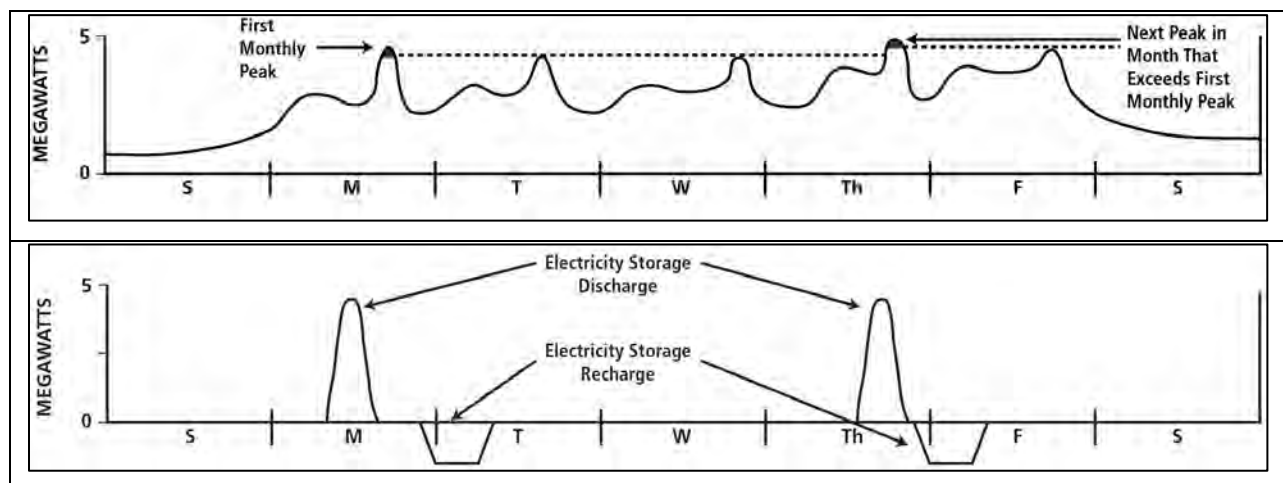 First
Monthly
Peak
Next Peak in
Month That
Exceeds First
Monthly Peak
MEGAWATTS
5
0
S M T W Th F S
Electricity Storage
Discharge
Electricity Storage
Recharge
MEGAWATTS
5
0
S M T W Th F S